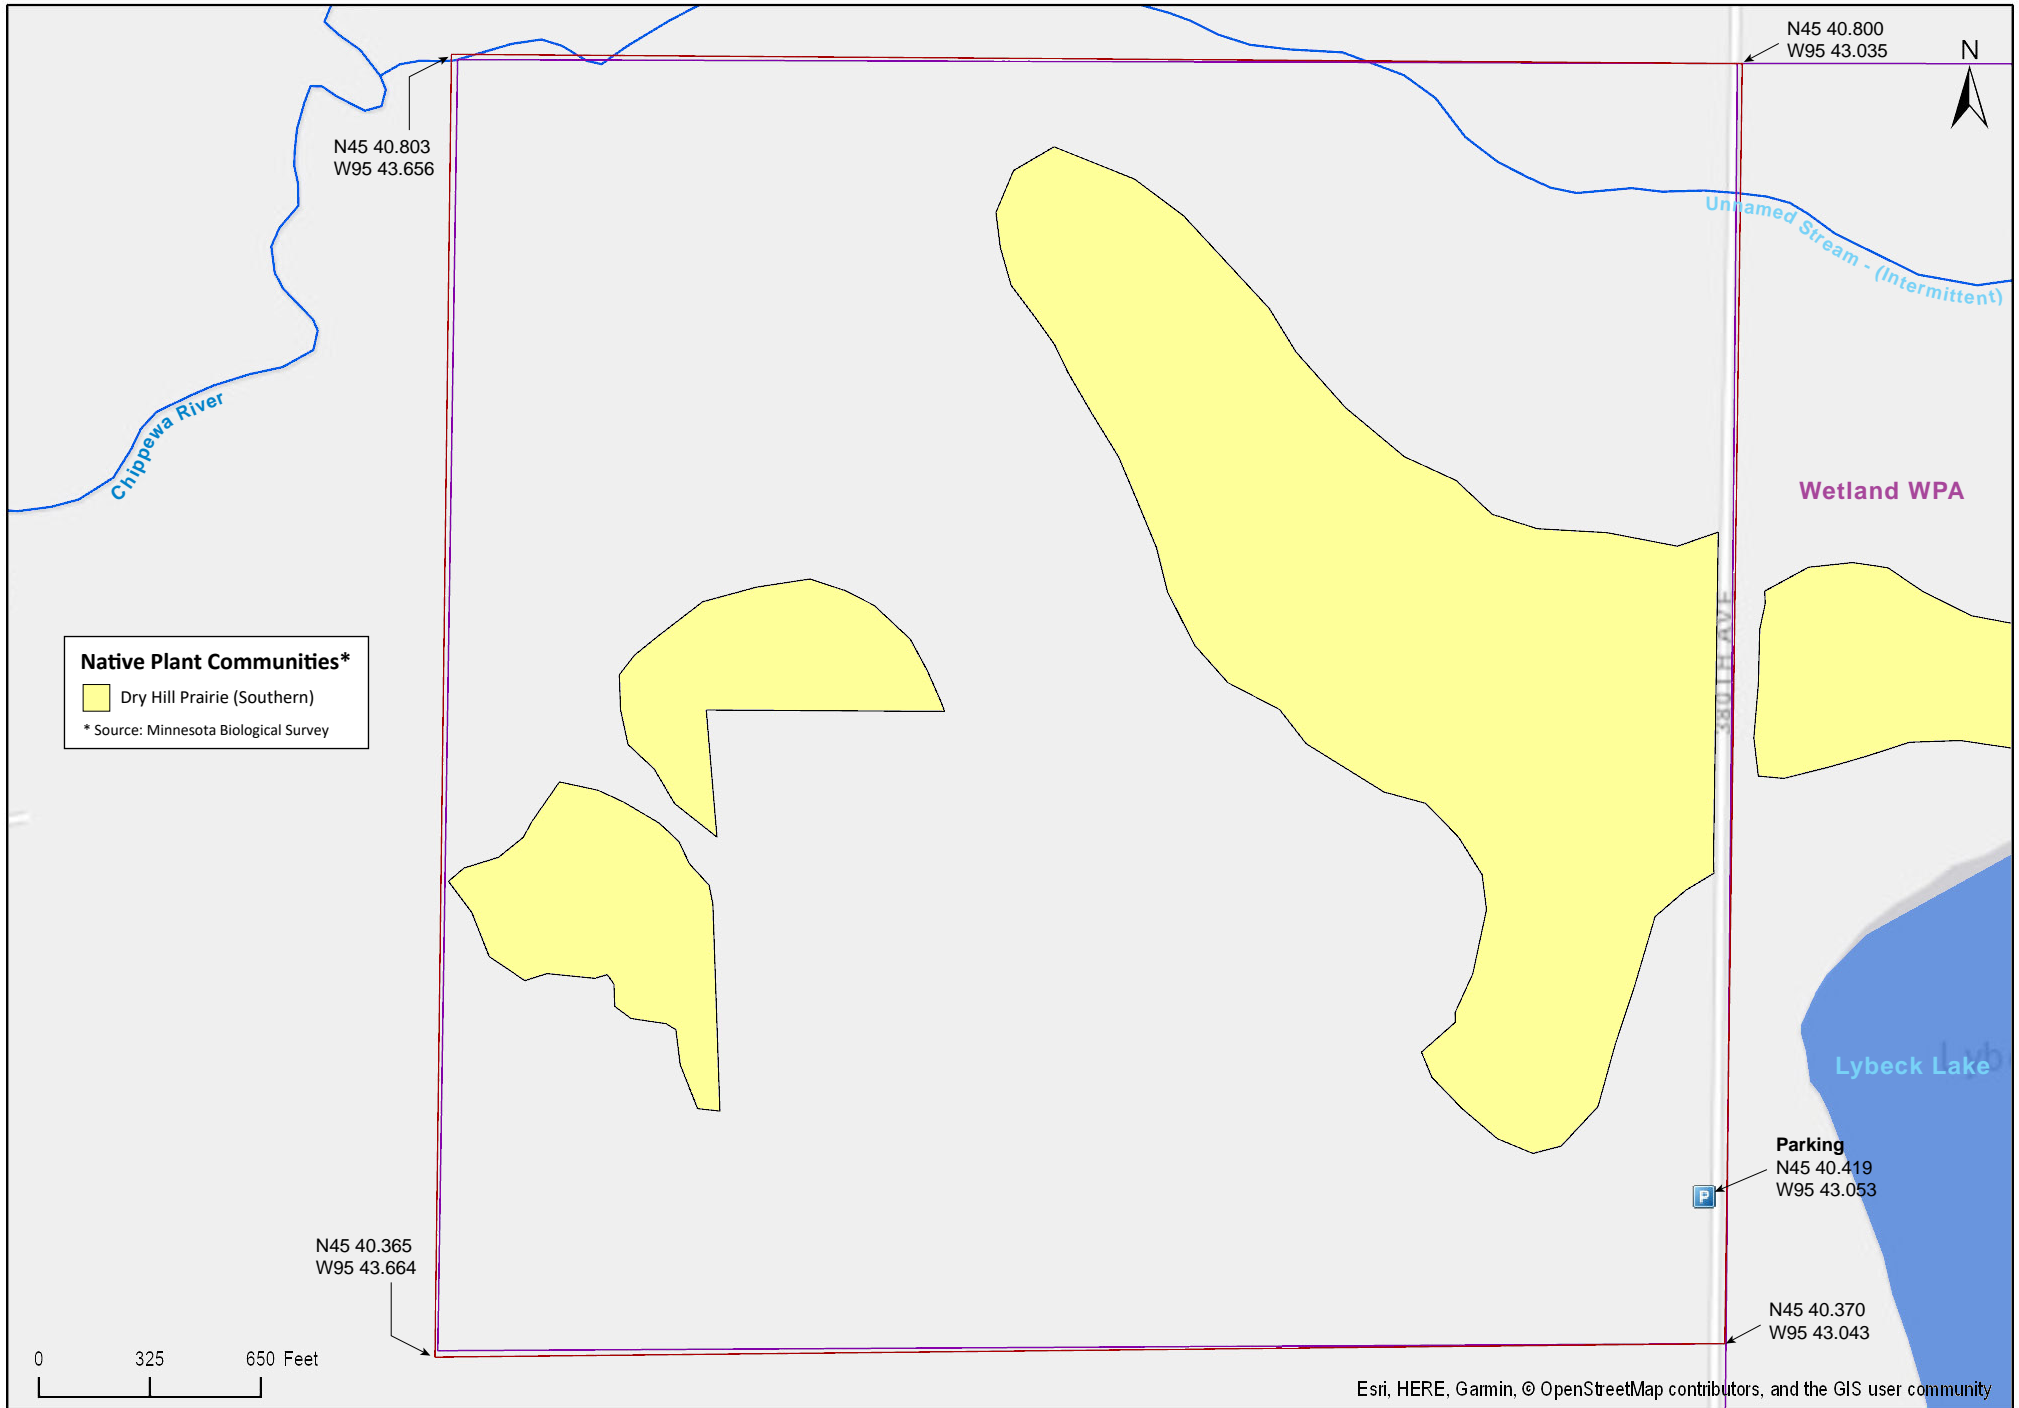 N45 40.800
W95 43.035
N
N45 40.803
W95 43.656
Unnamed Stream - (Intermittent)
Chippewa River
Wetland WPA
380TH AVE
Native Plant Communities*
Dry Hill Prairie (Southern)
* Source: Minnesota Biological Survey
Lybeck Lake
Lyb
Parking
N45 40.419
W95 43.053
P
N45 40.365
W95 43.664
N45 40.370
W95 43.043
0 325 650 Feet
Esri, HERE, Garmin, © OpenStreetMap contributors, and the GIS user community